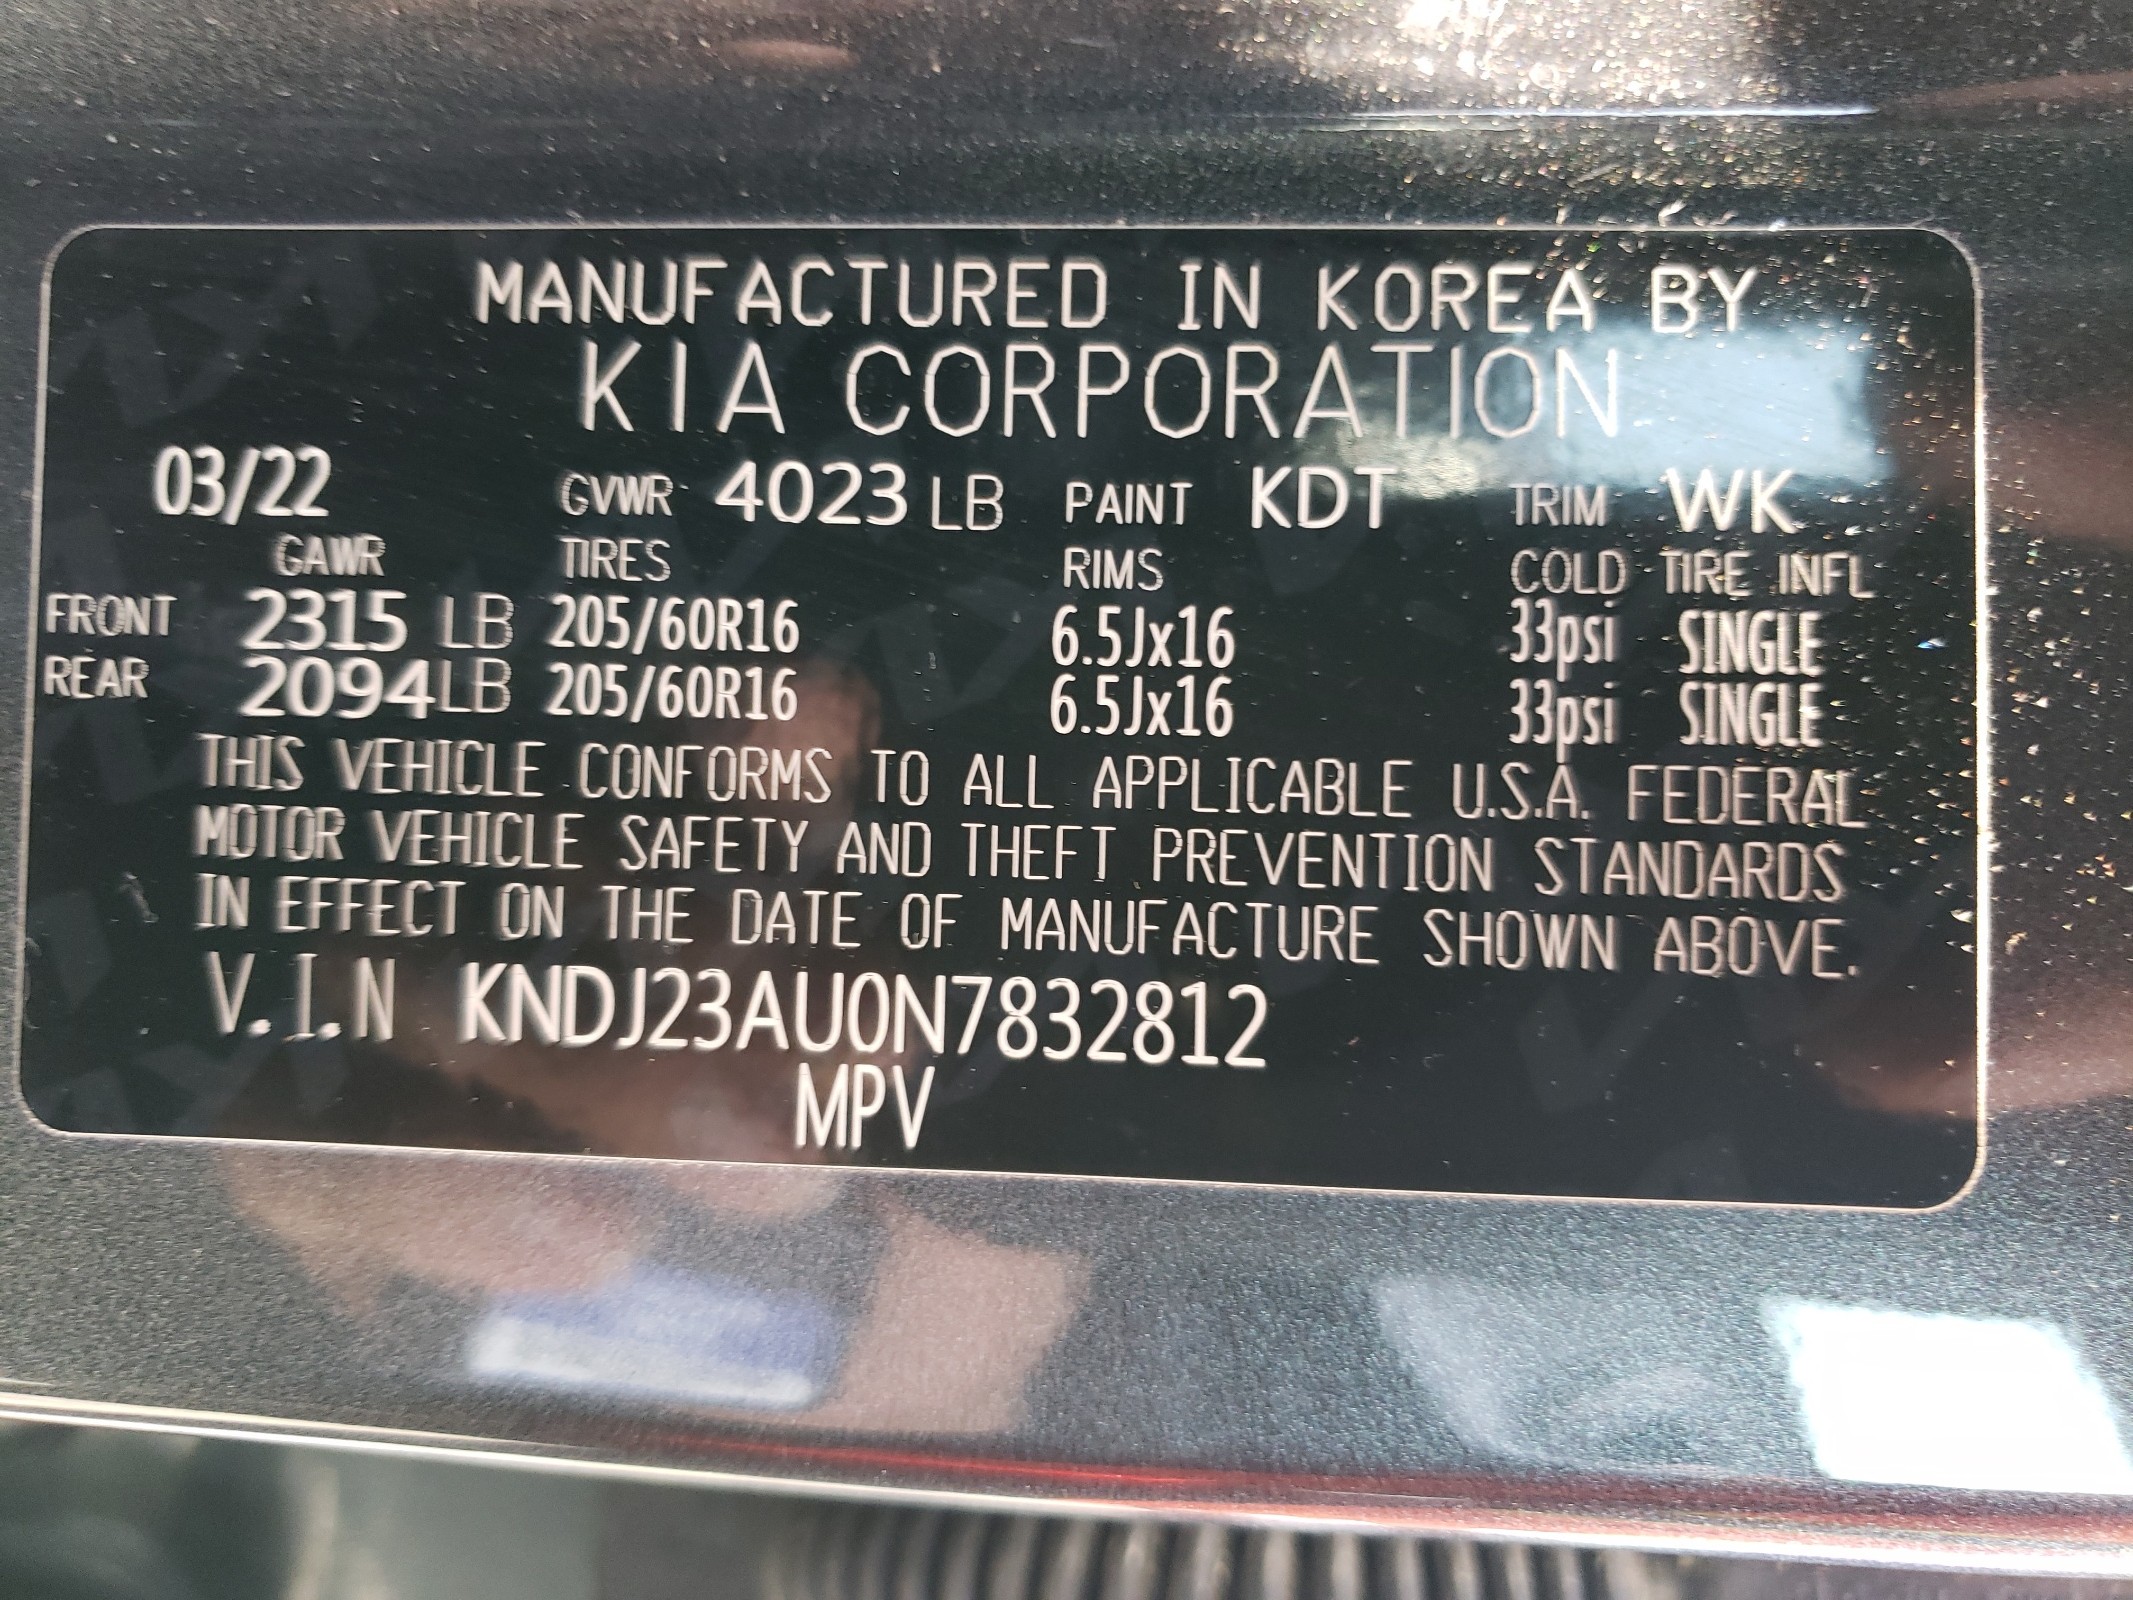 MANUFACTURED IN KOREA BY
KIA CORPORATION
03/22 GVWR 4023 LB PAINT KDT TRIM WK
GAWR TIRES RIMS COLD TIRE INFL
FRONT 2315 LB 205/60R16 6.5Jx16 33psi SINGLE
REAR 2094 LB 205/60R16 6.5Jx16 33psi SINGLE
THIS VEHICLE CONFORMS TO ALL APPLICABLE U.S.A. FEDERAL
MOTOR VEHICLE SAFETY AND THEFT PREVENTION STANDARDS
IN EFFECT ON THE DATE OF MANUFACTURE SHOWN ABOVE.
V.I.N KNDJ23AU0N7832812
MPV